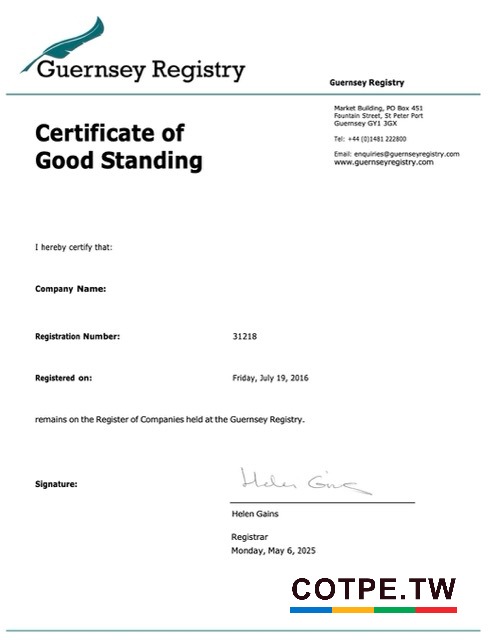 Guernsey Registry
Guernsey Registry
Market Building, PO Box 451
Fountain Street, St Peter Port
Guernsey GY1 3GX
Tel: +44 (0)1481 222800
Email: enquiries@guernseyregistry.com
www.guernseyregistry.com
Certificate of
Good Standing
I hereby certify that:
Company Name:
Registration Number: 31218
Registered on: Friday, July 19, 2016
remains on the Register of Companies held at the Guernsey Registry.
Signature: Helen Gains
Helen Gains
Registrar
Monday, May 6, 2025
COTPE.TW